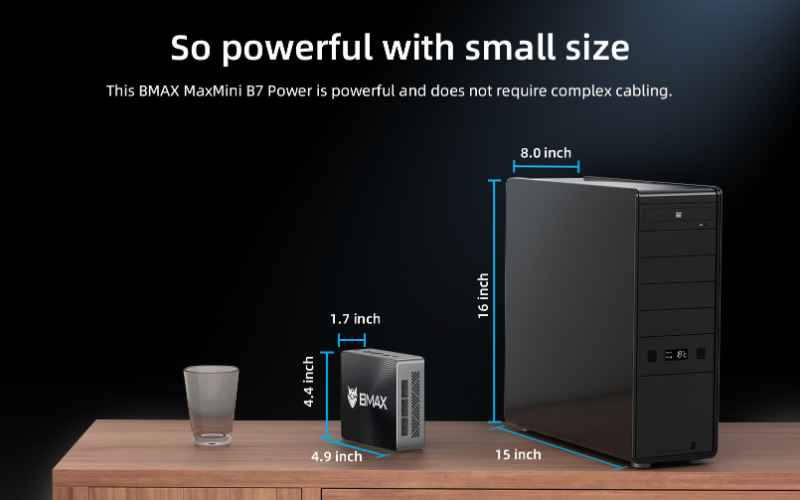 So powerful with small size
This BMAX MaxMini B7 Power is powerful and does not require complex cabling.
8.0 inch
16 inch
1.7 inch
4.4 inch
BMAX
4.9 inch
15 inch